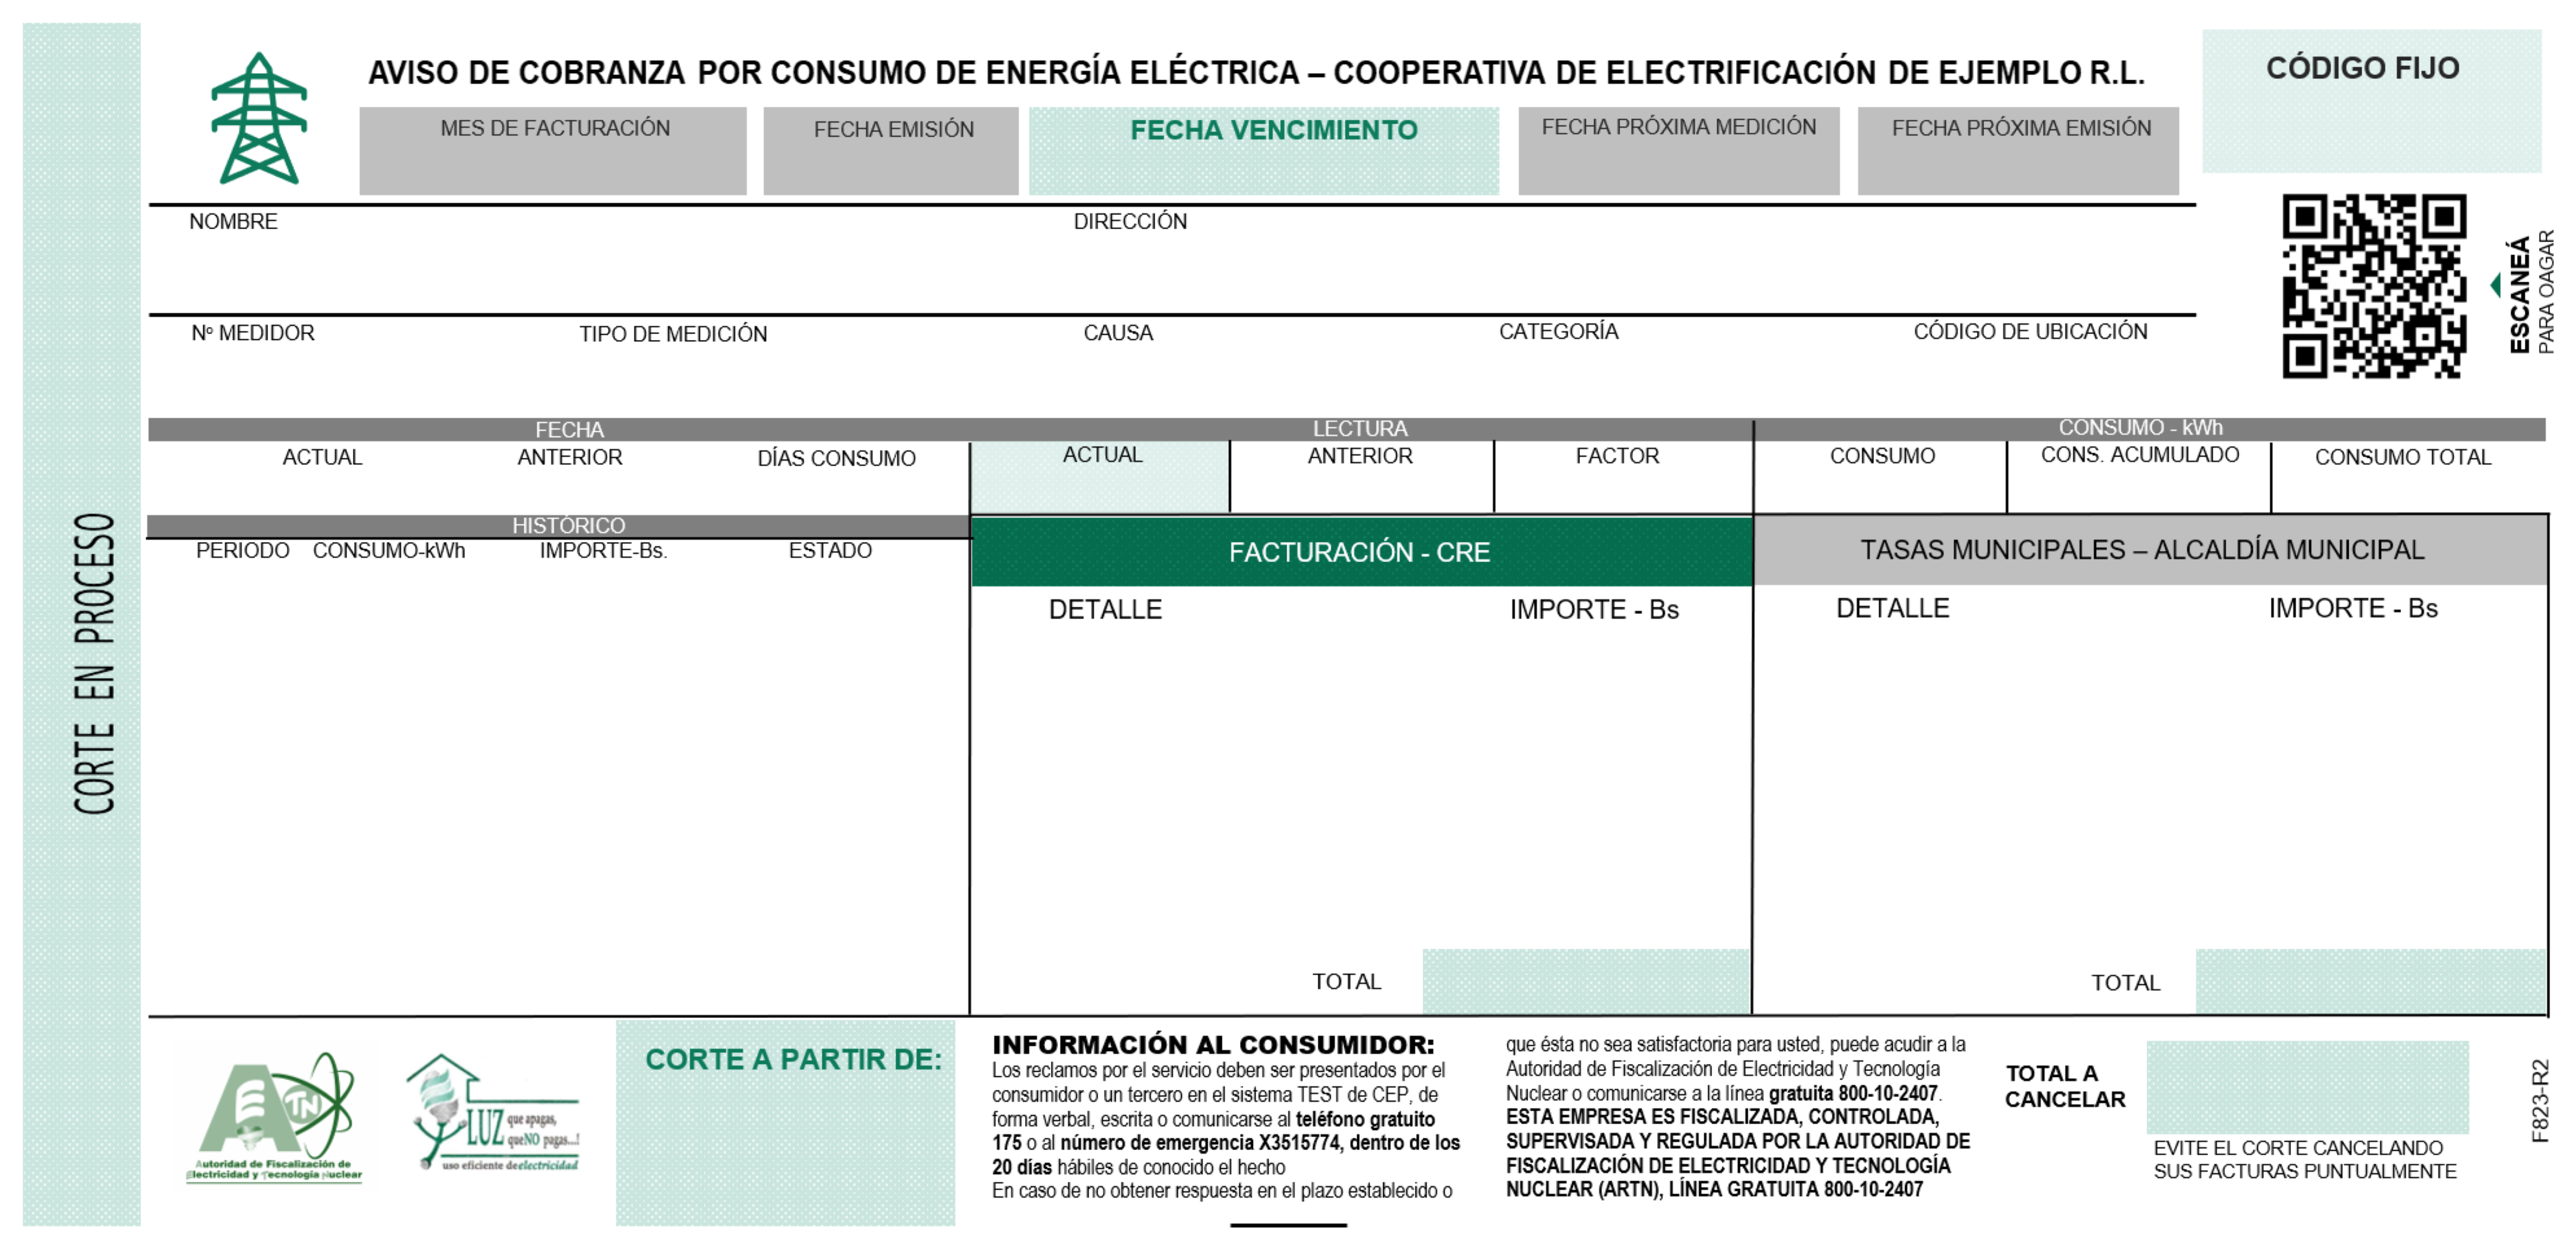 AVISO DE COBRANZA POR CONSUMO DE ENERGÍA ELÉCTRICA – COOPERATIVA DE ELECTRIFICACIÓN DE EJEMPLO R.L.
CÓDIGO FIJO
MES DE FACTURACIÓN
FECHA EMISIÓN
FECHA VENCIMIENTO
FECHA PRÓXIMA MEDICIÓN
FECHA PRÓXIMA EMISIÓN
NOMBRE
DIRECCIÓN
ESCANEÁ
PARA OAGAR
Nº MEDIDOR
TIPO DE MEDICIÓN
CAUSA
CATEGORÍA
CÓDIGO DE UBICACIÓN
FECHA
LECTURA
CONSUMO - kWh
ACTUAL
ANTERIOR
DÍAS CONSUMO
ACTUAL
ANTERIOR
FACTOR
CONSUMO
CONS. ACUMULADO
CONSUMO TOTAL
HISTÓRICO
PERIODO
CONSUMO-kWh
IMPORTE-Bs.
ESTADO
FACTURACIÓN - CRE
TASAS MUNICIPALES – ALCALDÍA MUNICIPAL
DETALLE
IMPORTE - Bs
DETALLE
IMPORTE - Bs
CORTE EN PROCESO
TOTAL
TOTAL
AETN
Autoridad de Fiscalización de
Electricidad y Tecnología Nuclear
LUZ
que apagas,
queNO pagas...!
uso eficiente deelectricidad
CORTE A PARTIR DE:
INFORMACIÓN AL CONSUMIDOR:
Los reclamos por el servicio deben ser presentados por el
consumidor o un tercero en el sistema TEST de CEP, de
forma verbal, escrita o comunicarse al teléfono gratuito
175 o al número de emergencia X3515774, dentro de los
20 días hábiles de conocido el hecho
En caso de no obtener respuesta en el plazo establecido o
que ésta no sea satisfactoria para usted, puede acudir a la
Autoridad de Fiscalización de Electricidad y Tecnología
Nuclear o comunicarse a la línea gratuita 800-10-2407.
ESTA EMPRESA ES FISCALIZADA, CONTROLADA,
SUPERVISADA Y REGULADA POR LA AUTORIDAD DE
FISCALIZACIÓN DE ELECTRICIDAD Y TECNOLOGÍA
NUCLEAR (ARTN), LÍNEA GRATUITA 800-10-2407
TOTAL A
CANCELAR
EVITE EL CORTE CANCELANDO
SUS FACTURAS PUNTUALMENTE
F823-R2